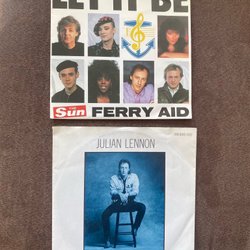 LET IT BE
THE Sun FERRY AID
JULIAN LENNON